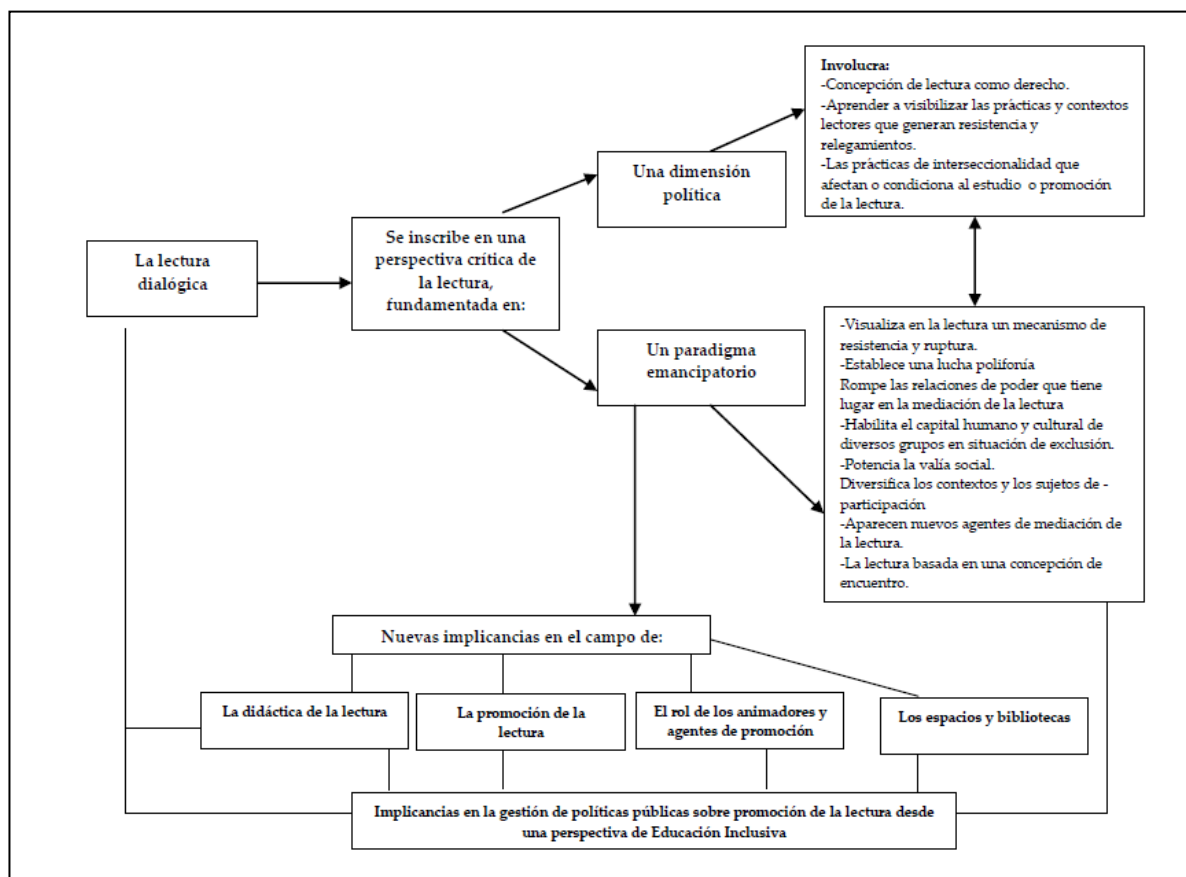 Involucra:
-Concepción de lectura como derecho.
-Aprender a visibilizar las prácticas y contextos
lectores que generan resistencia y
relegamientos.
-Las prácticas de interseccionalidad que
afectan o condiciona al estudio o promoción
de la lectura.
Una dimensión
política
La lectura
dialógica
Se inscribe en una
perspectiva crítica de
la lectura,
fundamentada en:
Un paradigma
emancipatorio
-Visualiza en la lectura un mecanismo de
resistencia y ruptura.
-Establece una lucha polifonía
Rompe las relaciones de poder que tiene
lugar en la mediación de la lectura
-Habilita el capital humano y cultural de
diversos grupos en situación de exclusión.
-Potencia la valía social.
Diversifica los contextos y los sujetos de -
participación
-Aparecen nuevos agentes de mediación de
la lectura.
-La lectura basada en una concepción de
encuentro.
Nuevas implicancias en el campo de:
La didáctica de la lectura
La promoción de la
lectura
El rol de los animadores y
agentes de promoción
Los espacios y bibliotecas
Implicancias en la gestión de políticas públicas sobre promoción de la lectura desde
una perspectiva de Educación Inclusiva